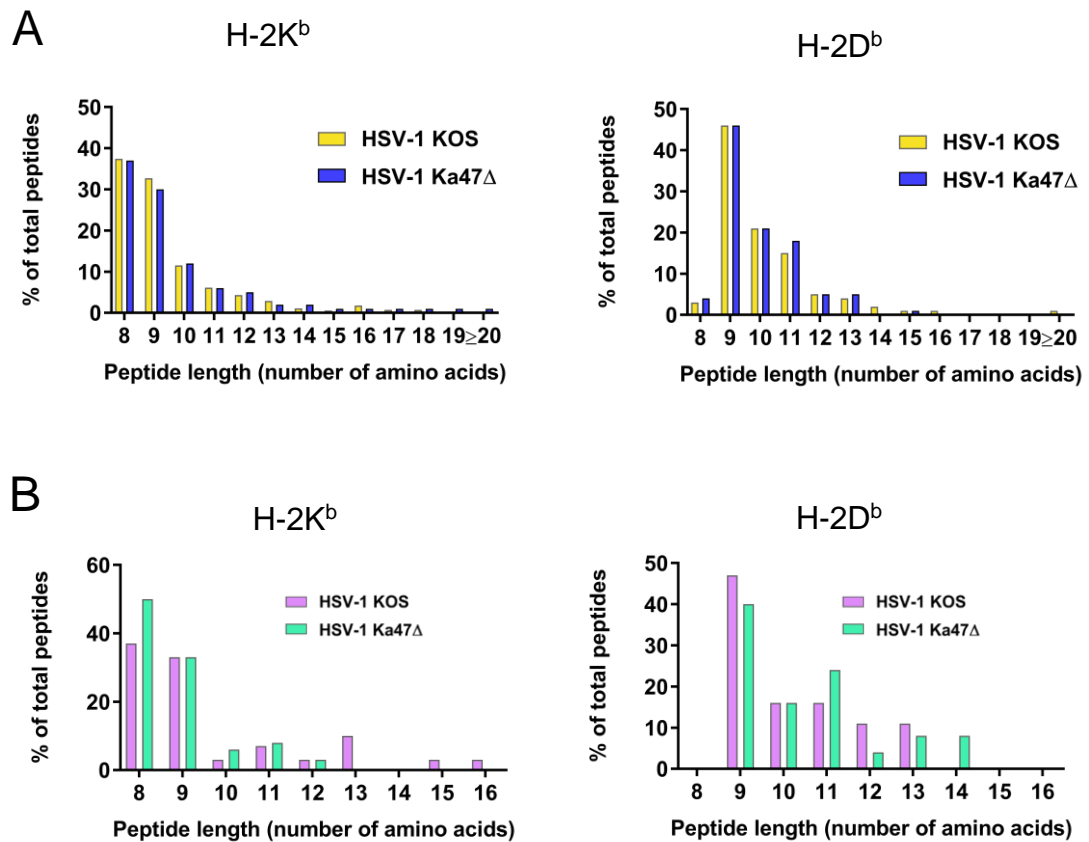 A
H-2Kᵇ
H-2Dᵇ
% of total peptides
50
40
30
20
10
0
HSV-1 KOS
HSV-1 Ka47Δ
8 9 10 11 12 13 14 15 16 17 18 19 ≥20
Peptide length (number of amino acids)
% of total peptides
50
40
30
20
10
0
HSV-1 KOS
HSV-1 Ka47Δ
8 9 10 11 12 13 14 15 16 17 18 19 ≥20
Peptide length (number of amino acids)
B
H-2Kᵇ
H-2Dᵇ
% of total peptides
60
40
20
0
HSV-1 KOS
HSV-1 Ka47Δ
8 9 10 11 12 13 14 15 16
Peptide length (number of amino acids)
% of total peptides
50
40
30
20
10
0
HSV-1 KOS
HSV-1 Ka47Δ
8 9 10 11 12 13 14 15 16
Peptide length (number of amino acids)